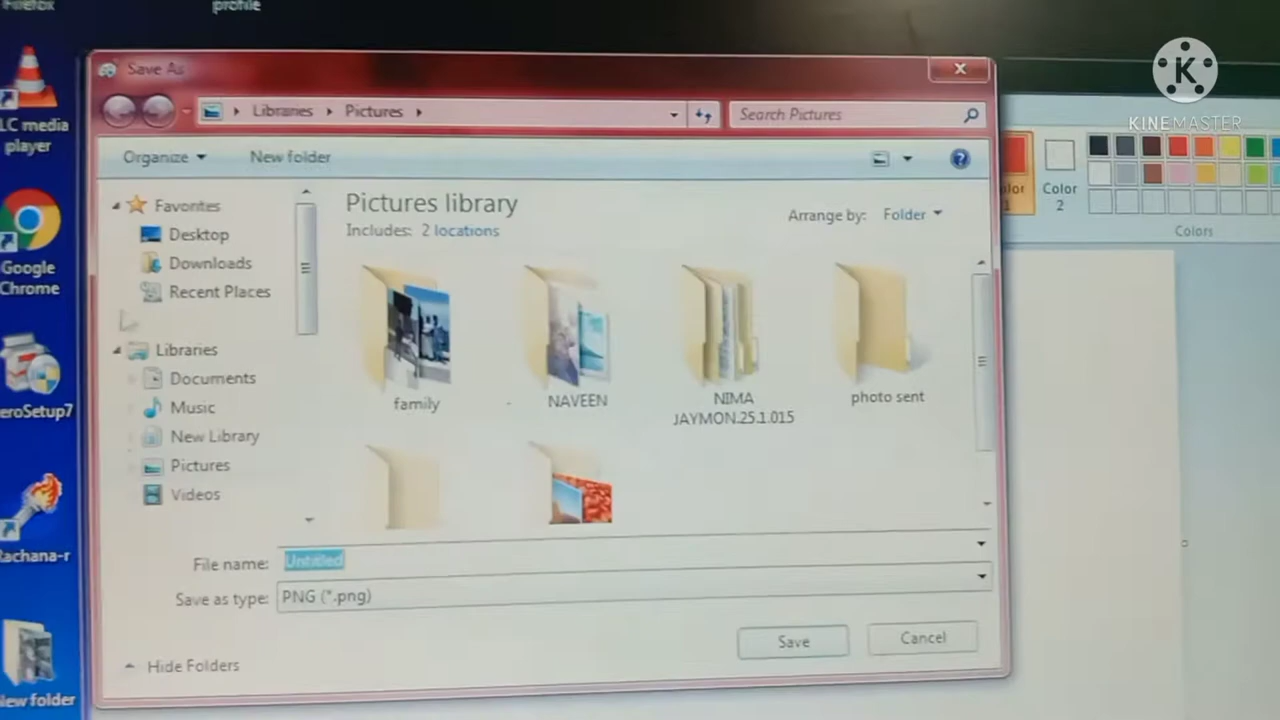 Firefox
profile
LC media
player
Google
Chrome
eroSetup7
Rachana-r
New folder
Save As
Libraries
Pictures
Search Pictures
Organize
New folder
Favorites
Desktop
Downloads
Recent Places
Libraries
Documents
Music
New Library
Pictures
Videos
Pictures library
Includes: 2 locations
Arrange by: Folder
family
NAVEEN
NIMA
JAYMON.25.1.015
photo sent
File name: Untitled
Save as type: PNG (*.png)
Hide Folders
Save
Cancel
K
KINEMASTER
olor
1
Color
2
Colors